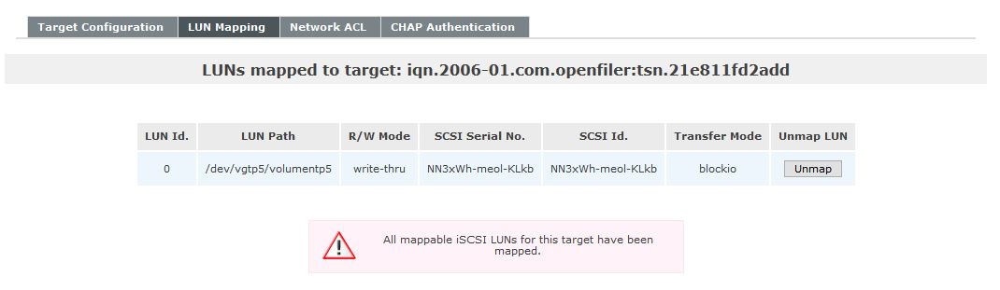 Target Configuration LUN Mapping Network ACL CHAP Authentication
LUNs mapped to target: iqn.2006-01.com.openfiler:tsn.21e811fd2add
LUN Id. LUN Path R/W Mode SCSI Serial No. SCSI Id. Transfer Mode Unmap LUN
0 /dev/vgtp5/volumentp5 write-thru NN3xWh-meol-KLkb NN3xWh-meol-KLkb blockio Unmap
All mappable iSCSI LUNs for this target have been
mapped.